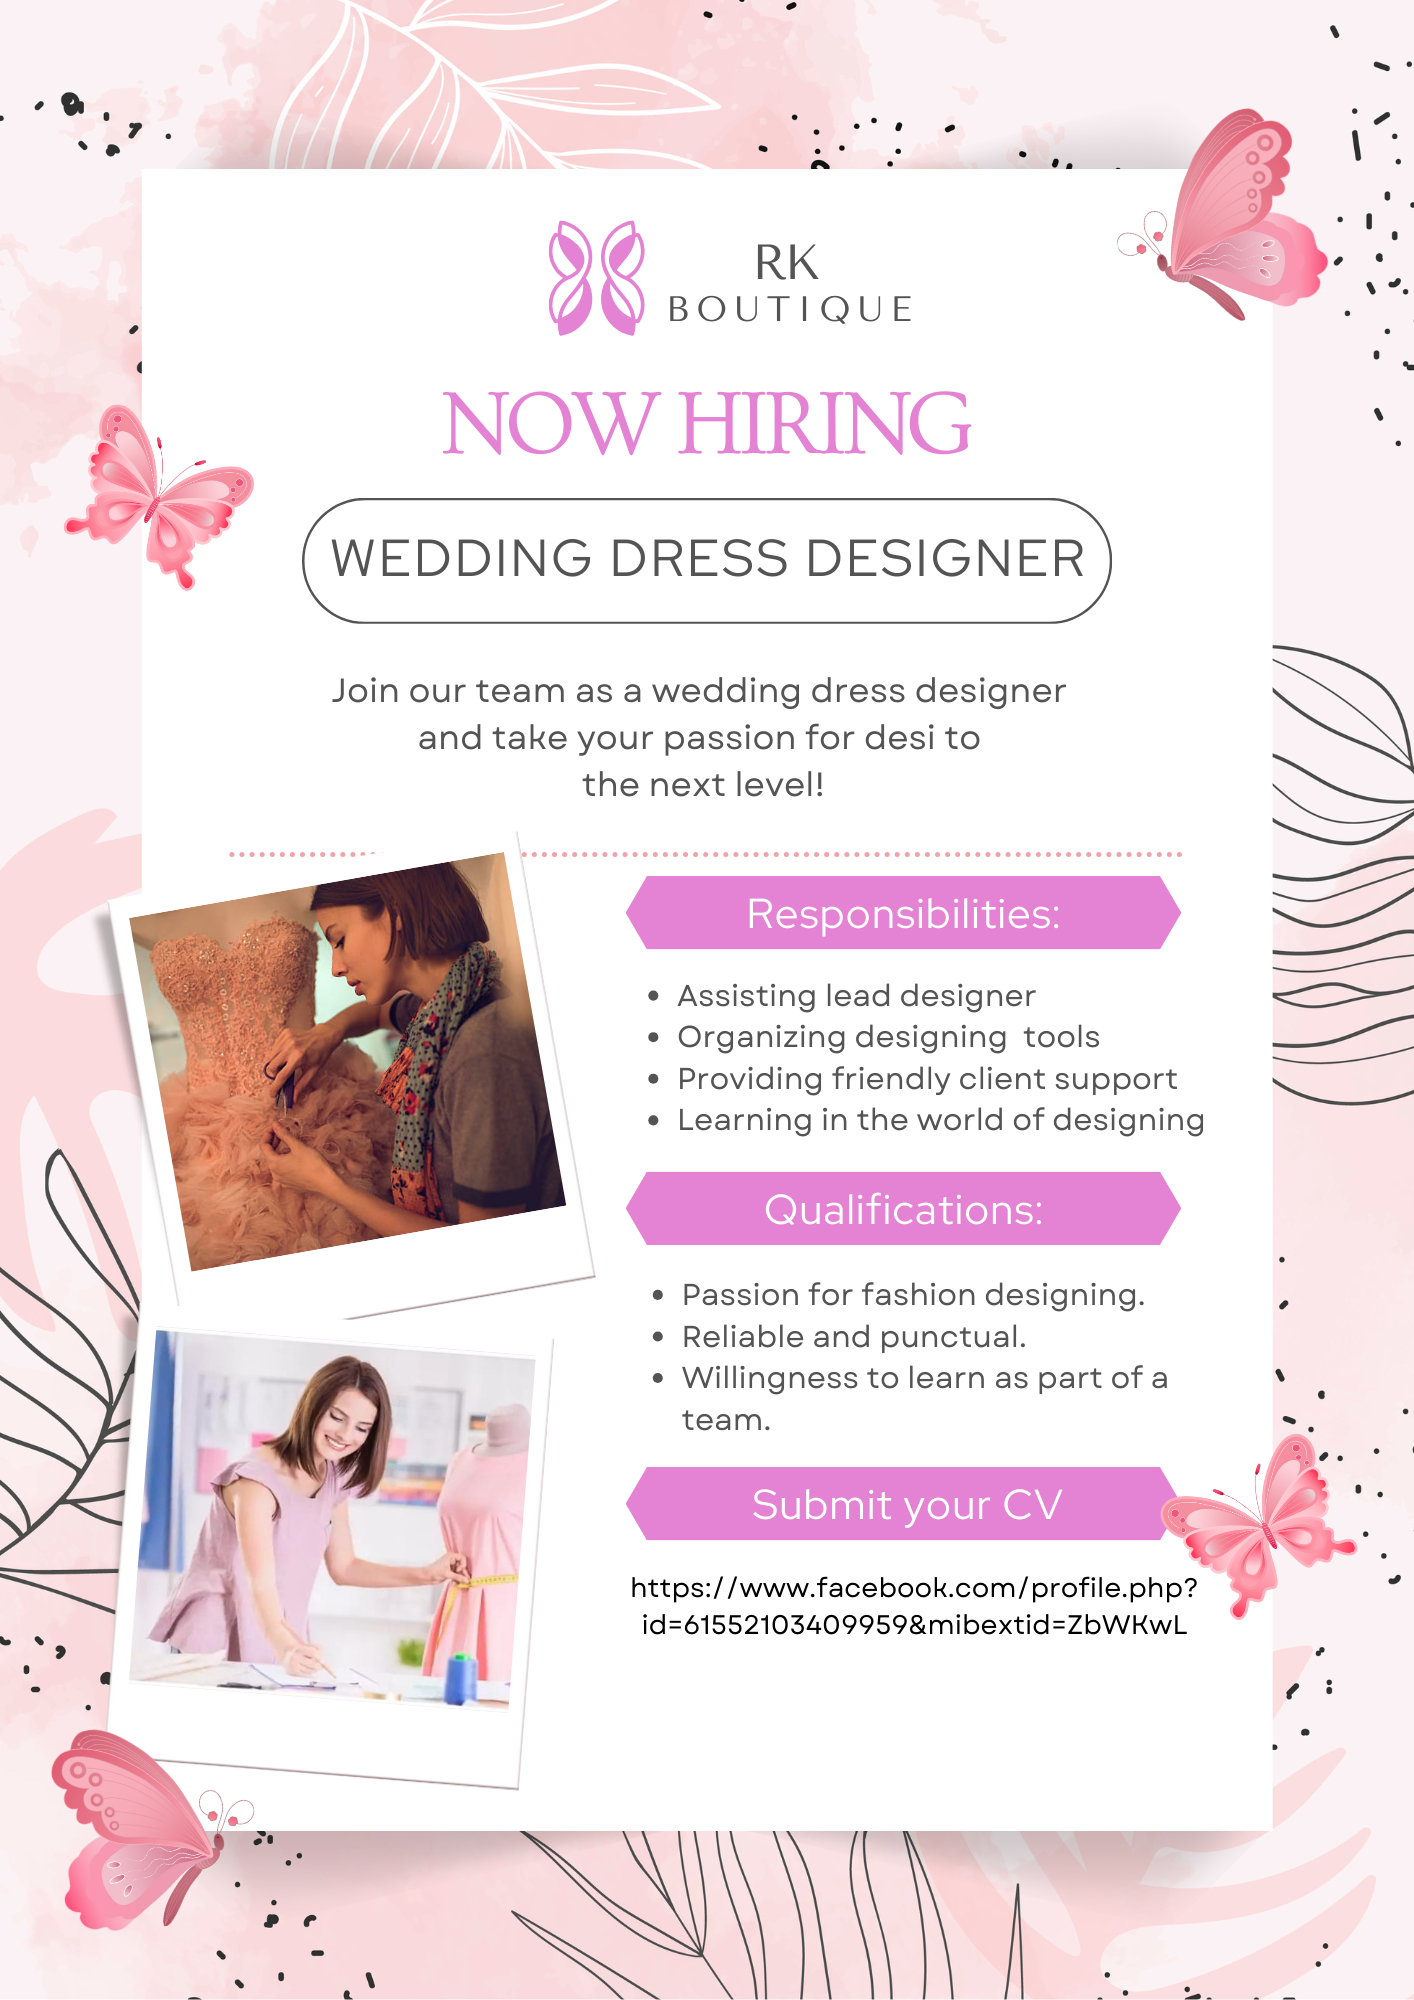 RK
BOUTIQUE
NOW HIRING
WEDDING DRESS DESIGNER
Join our team as a wedding dress designer
and take your passion for desi to
the next level!
Responsibilities:
• Assisting lead designer
• Organizing designing  tools
• Providing friendly client support
• Learning in the world of designing
Qualifications:
• Passion for fashion designing.
• Reliable and punctual.
• Willingness to learn as part of a
team.
Submit your CV
https://www.facebook.com/profile.php?
id=61552103409959&mibextid=ZbWKwL